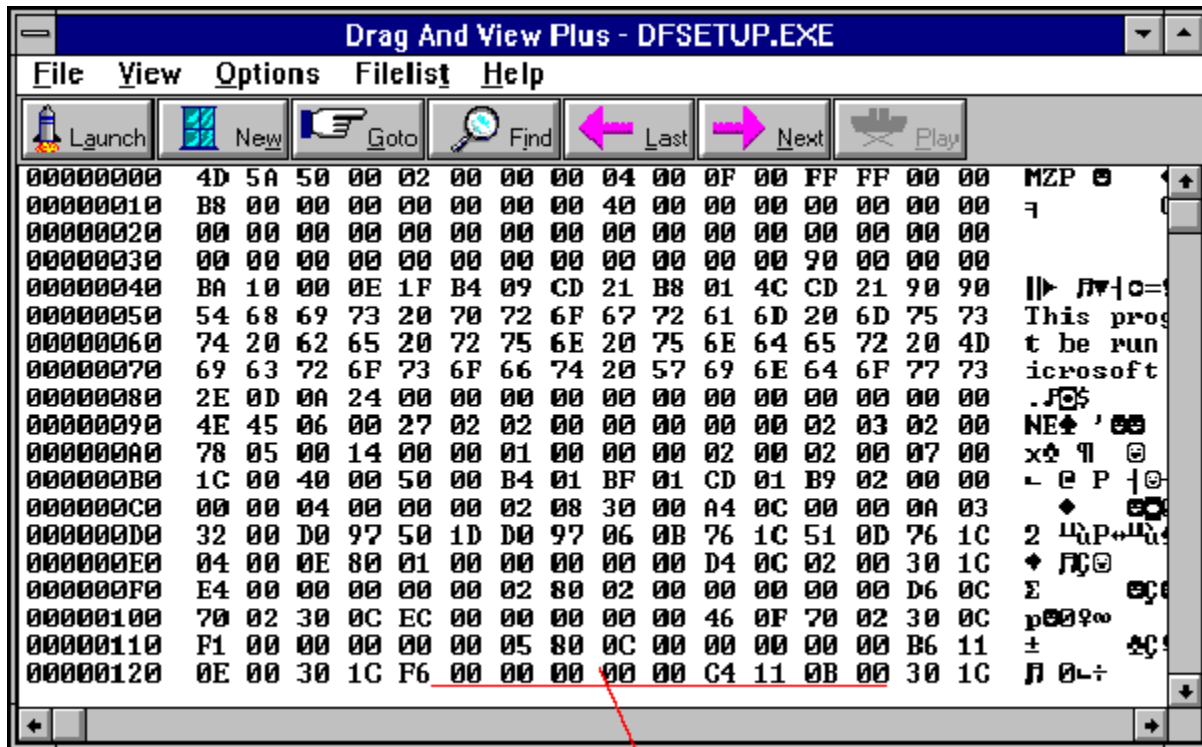 Drag And View Plus - DFSETUP.EXE
File View Options Filelist Help
Launch New Goto Find Last Next Play
00000000 4D 5A 50 00 02 00 00 00 04 00 0F 00 FF FF 00 00 MZP
00000010 B8 00 00 00 00 00 00 00 40 00 00 00 00 00 00 00
00000020 00 00 00 00 00 00 00 00 00 00 00 00 00 00 00 00
00000030 00 00 00 00 00 00 00 00 00 00 00 00 90 00 00 00
00000040 BA 10 00 0E 1F B4 09 CD 21 B8 01 4C CD 21 90 90
00000050 54 68 69 73 20 70 72 6F 67 72 61 6D 20 6D 75 73 This prog
00000060 74 20 62 65 20 72 75 6E 20 75 6E 64 65 72 20 4D t be run
00000070 69 63 72 6F 73 6F 66 74 20 57 69 6E 64 6F 77 73 icrosoft
00000080 2E 0D 0A 24 00 00 00 00 00 00 00 00 00 00 00 00 .♪◙$
00000090 4E 45 06 00 27 02 02 00 00 00 00 00 02 03 02 00 NE♠ '☻☻
000000A0 78 05 00 14 00 00 01 00 00 00 02 00 02 00 07 00 x♣ ¶ ☺
000000B0 1C 00 40 00 50 00 B4 01 BF 01 CD 01 B9 02 00 00 ∟ @ P ┤☺
000000C0 00 00 04 00 00 00 02 08 30 00 A4 0C 00 00 0A 03 ♦ ☻◘
000000D0 32 00 D0 97 50 1D D0 97 06 0B 76 1C 51 0D 76 1C 2 ╨ùP↔╨ù
000000E0 04 00 0E 80 01 00 00 00 00 00 D4 0C 02 00 30 1C ♦ ♫Ç☺
000000F0 E4 00 00 00 00 00 02 80 02 00 00 00 00 00 D6 0C Σ ☻Ç
00000100 70 02 30 0C EC 00 00 00 00 00 46 0F 70 02 30 0C p☻0♀∞
00000110 F1 00 00 00 00 00 05 80 0C 00 00 00 00 00 B6 11 ± ♣Ç
00000120 0E 00 30 1C F6 00 00 00 00 00 C4 11 0B 00 30 1C ♫ 0∟÷